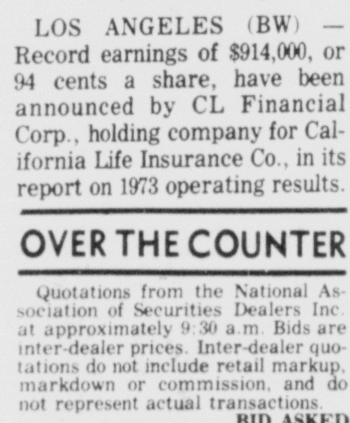 LOS ANGELES (BW) —
Record earnings of $914,000, or
94 cents a share, have been
announced by CL Financial
Corp., holding company for Cal-
ifornia Life Insurance Co., in its
report on 1973 operating results.
OVER THE COUNTER
Quotations from the National As-
sociation of Securities Dealers Inc.
at approximately 9:30 a.m. Bids are
inter-dealer prices. Inter-dealer quo-
tations do not include retail markup,
markdown or commission, and do
not represent actual transactions.
BID ASKED